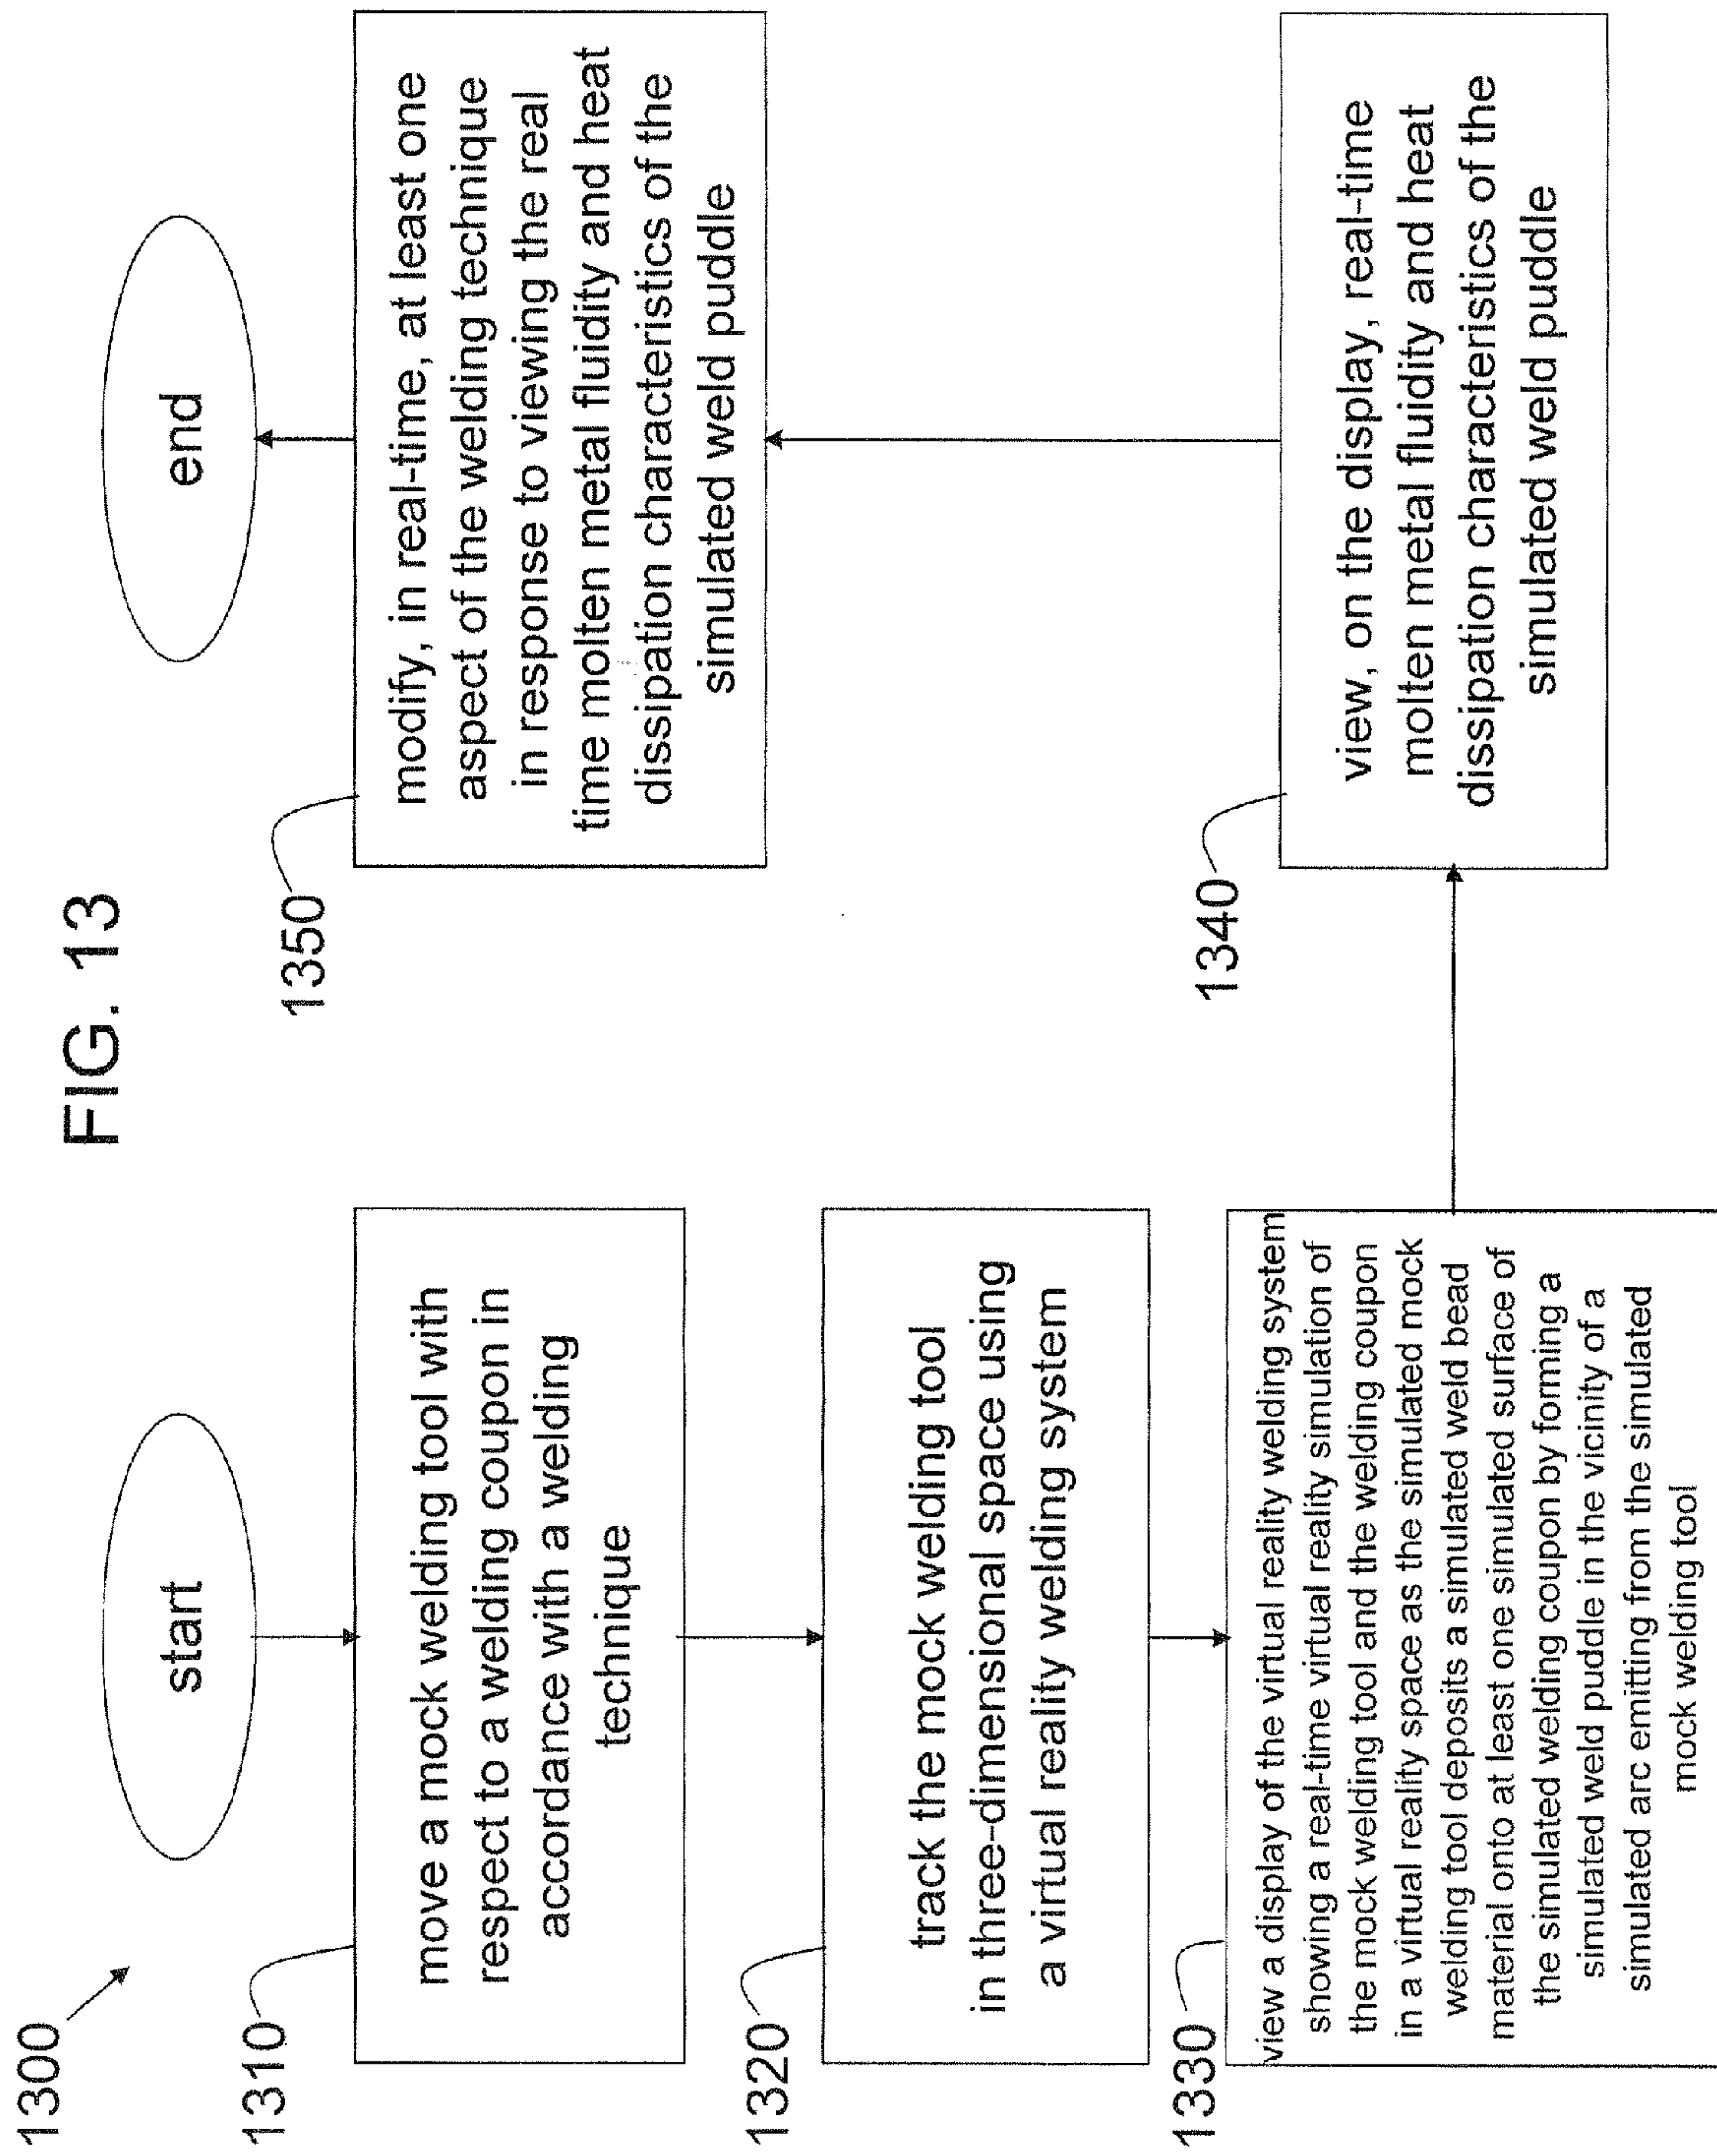 FIG. 13
1300
start
1310
move a mock welding tool with
respect to a welding coupon in
accordance with a welding
technique
1320
track the mock welding tool
in three-dimensional space using
a virtual reality welding system
1330
view a display of the virtual reality welding system
showing a real-time virtual reality simulation of
the mock welding tool and the welding coupon
in a virtual reality space as the simulated mock
welding tool deposits a simulated weld bead
material onto at least one simulated surface of
the simulated welding coupon by forming a
simulated weld puddle in the vicinity of a
simulated arc emitting from the simulated
mock welding tool
1340
view, on the display, real-time
molten metal fluidity and heat
dissipation characteristics of the
simulated weld puddle
1350
modify, in real-time, at least one
aspect of the welding technique
in response to viewing the real
time molten metal fluidity and heat
dissipation characteristics of the
simulated weld puddle
end